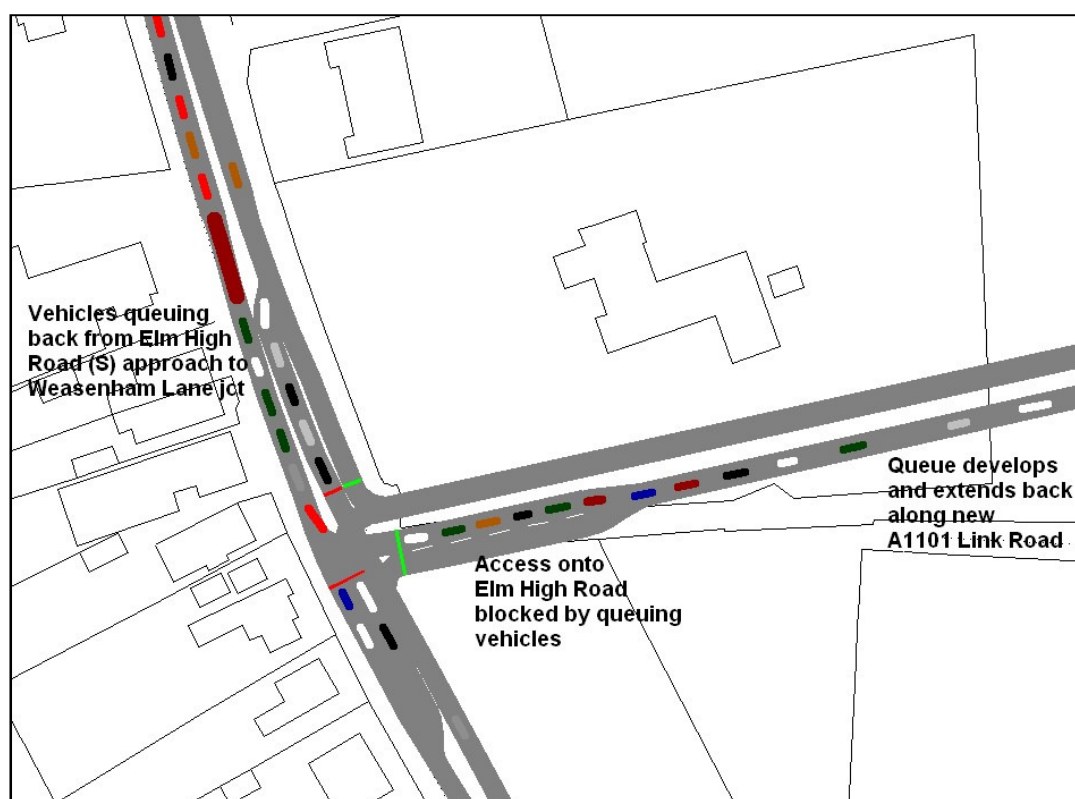 Vehicles queuing
back from Elm High
Road (S) approach to
Weasenham Lane jct
Queue develops
and extends back
along new
A1101 Link Road
Access onto
Elm High Road
blocked by queuing
vehicles